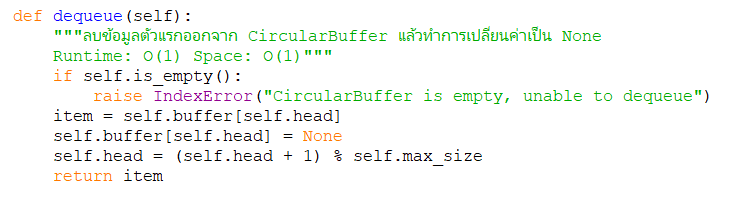 def dequeue(self):
    """ลบข้อมูลตัวแรกออกจาก CircularBuffer แล้วทำการเปลี่ยนค่าเป็น None
    Runtime: O(1) Space: O(1)"""
    if self.is_empty():
        raise IndexError("CircularBuffer is empty, unable to dequeue")
    item = self.buffer[self.head]
    self.buffer[self.head] = None
    self.head = (self.head + 1) % self.max_size
    return item